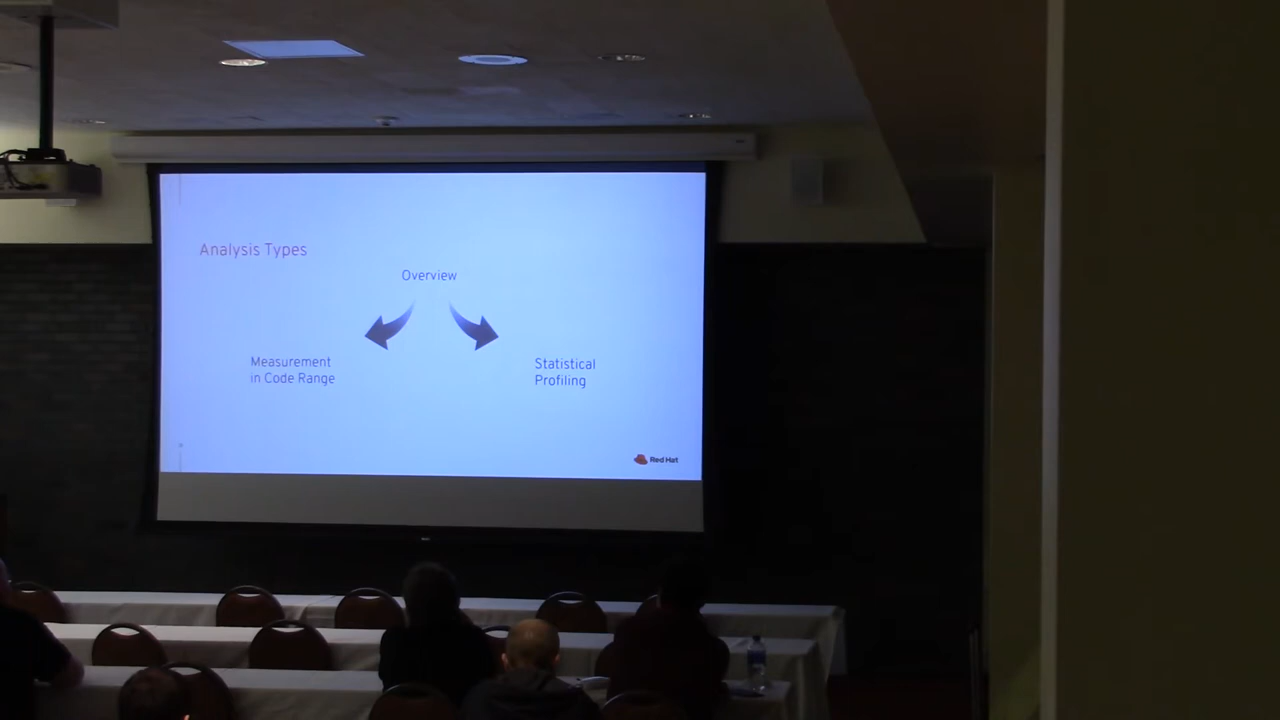 Analysis Types
Overview
Measurement
in Code Range
Statistical
Profiling
Red Hat